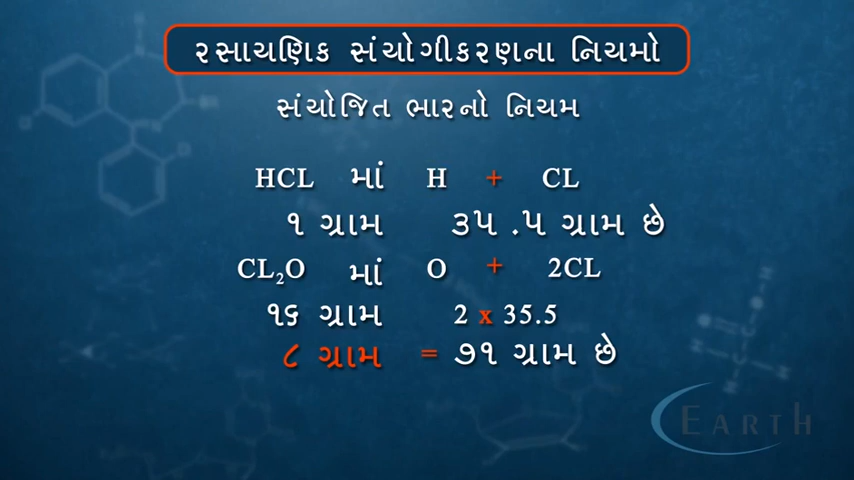 રસાયણિક સંયોગીકરણના નિયમો
સંયોજિત ભારનો નિયમ
HCL માં H + CL
૧ ગ્રામ ૩૫ .૫ ગ્રામ છે
CL₂O માં O + 2CL
૧૬ ગ્રામ 2 x 35.5
૮ ગ્રામ = ૭૧ ગ્રામ છે
EARTH